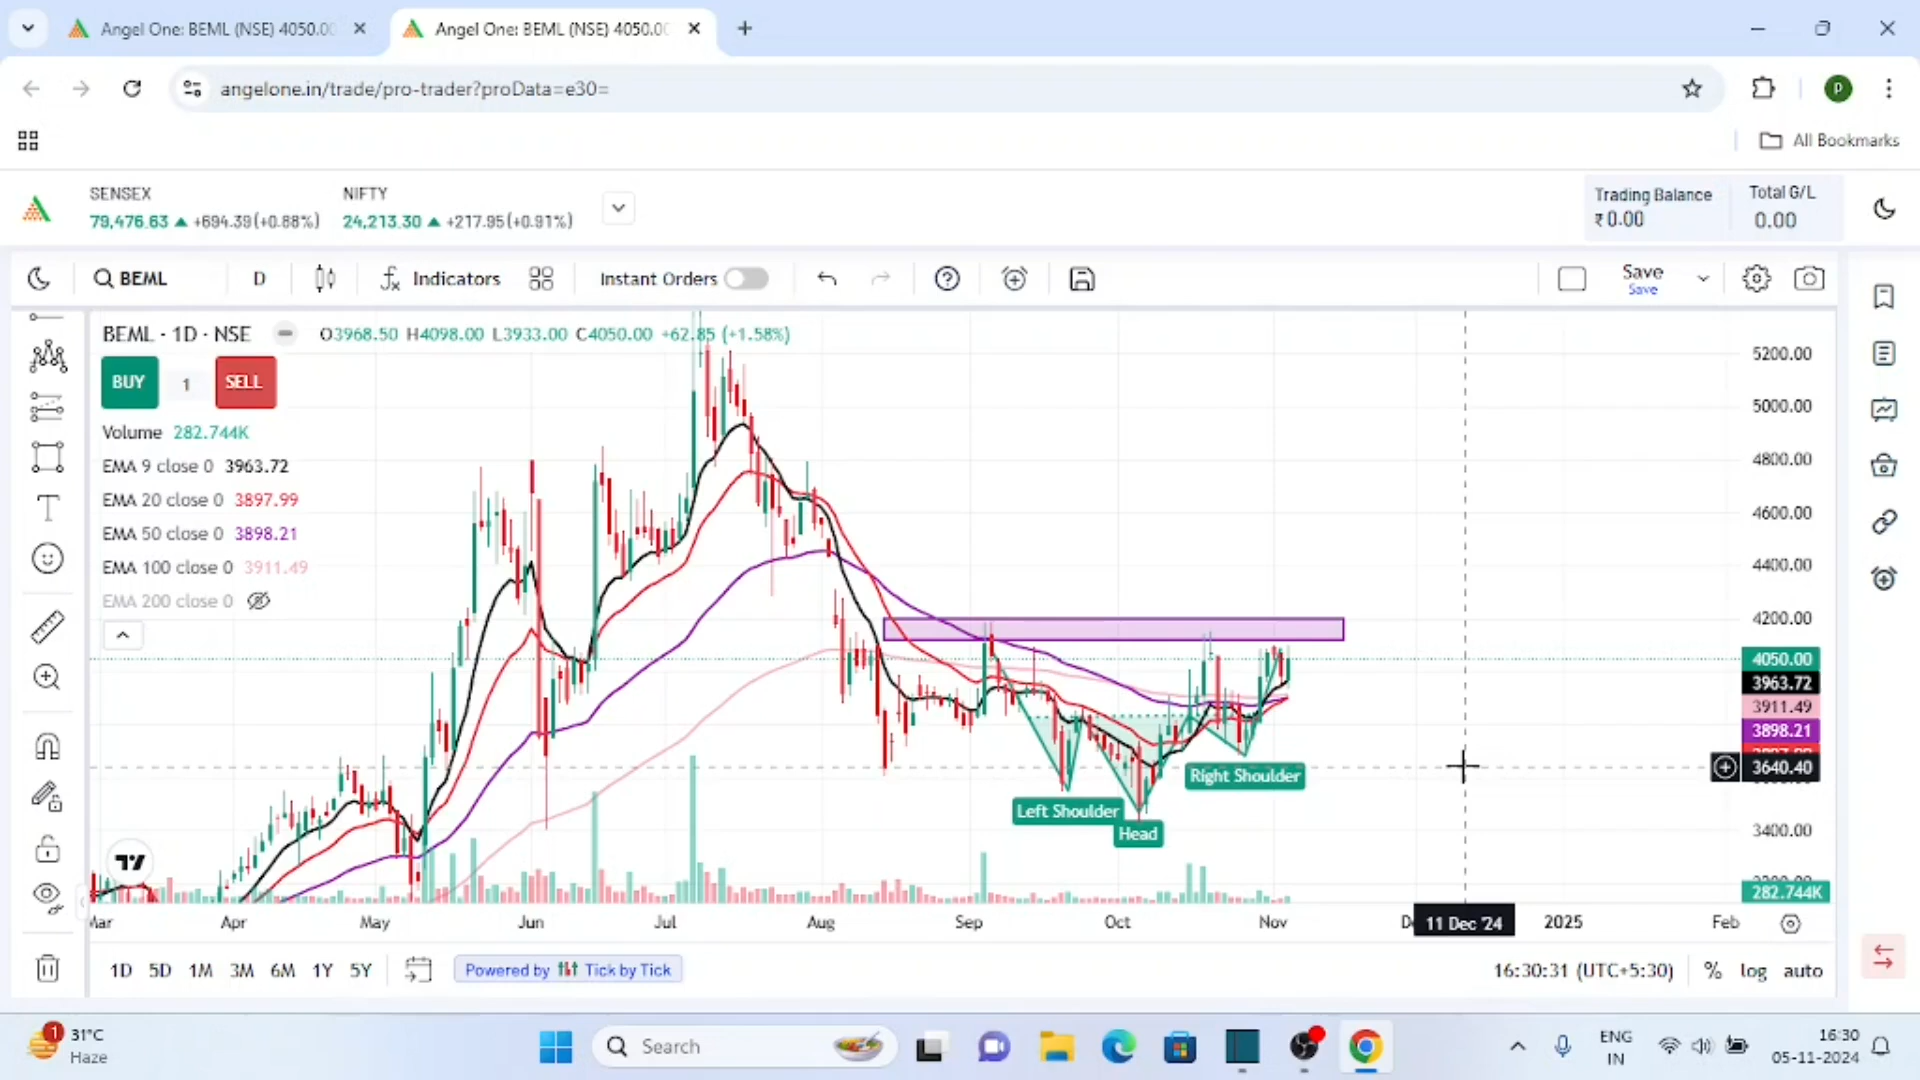 Angel One: BEML (NSE) 4050.00
Angel One: BEML (NSE) 4050.00
angelone.in/trade/pro-trader?proData=e30=
P
All Bookmarks
SENSEX
79,476.63 ▲ +694.39(+0.88%)
NIFTY
24,213.30 ▲ +217.95(+0.91%)
Trading Balance
₹0.00
Total G/L
0.00
BEML
D
Indicators
Instant Orders
Save
Save
BEML · 1D · NSE
O3968.50 H4098.00 L3933.00 C4050.00 +62.85 (+1.58%)
BUY
1
SELL
Volume 282.744K
EMA 9 close 0 3963.72
EMA 20 close 0 3897.99
EMA 50 close 0 3898.21
EMA 100 close 0 3911.49
EMA 200 close 0
Left Shoulder
Head
Right Shoulder
5200.00
5000.00
4800.00
4600.00
4400.00
4200.00
4050.00
3963.72
3911.49
3898.21
3640.40
3400.00
282.744K
Mar
Apr
May
Jun
Jul
Aug
Sep
Oct
Nov
11 Dec '24
2025
Feb
1D
5D
1M
3M
6M
1Y
5Y
Powered by Tick by Tick
16:30:31 (UTC+5:30)
%
log
auto
1
31°C
Haze
Search
ENG
IN
16:30
05-11-2024